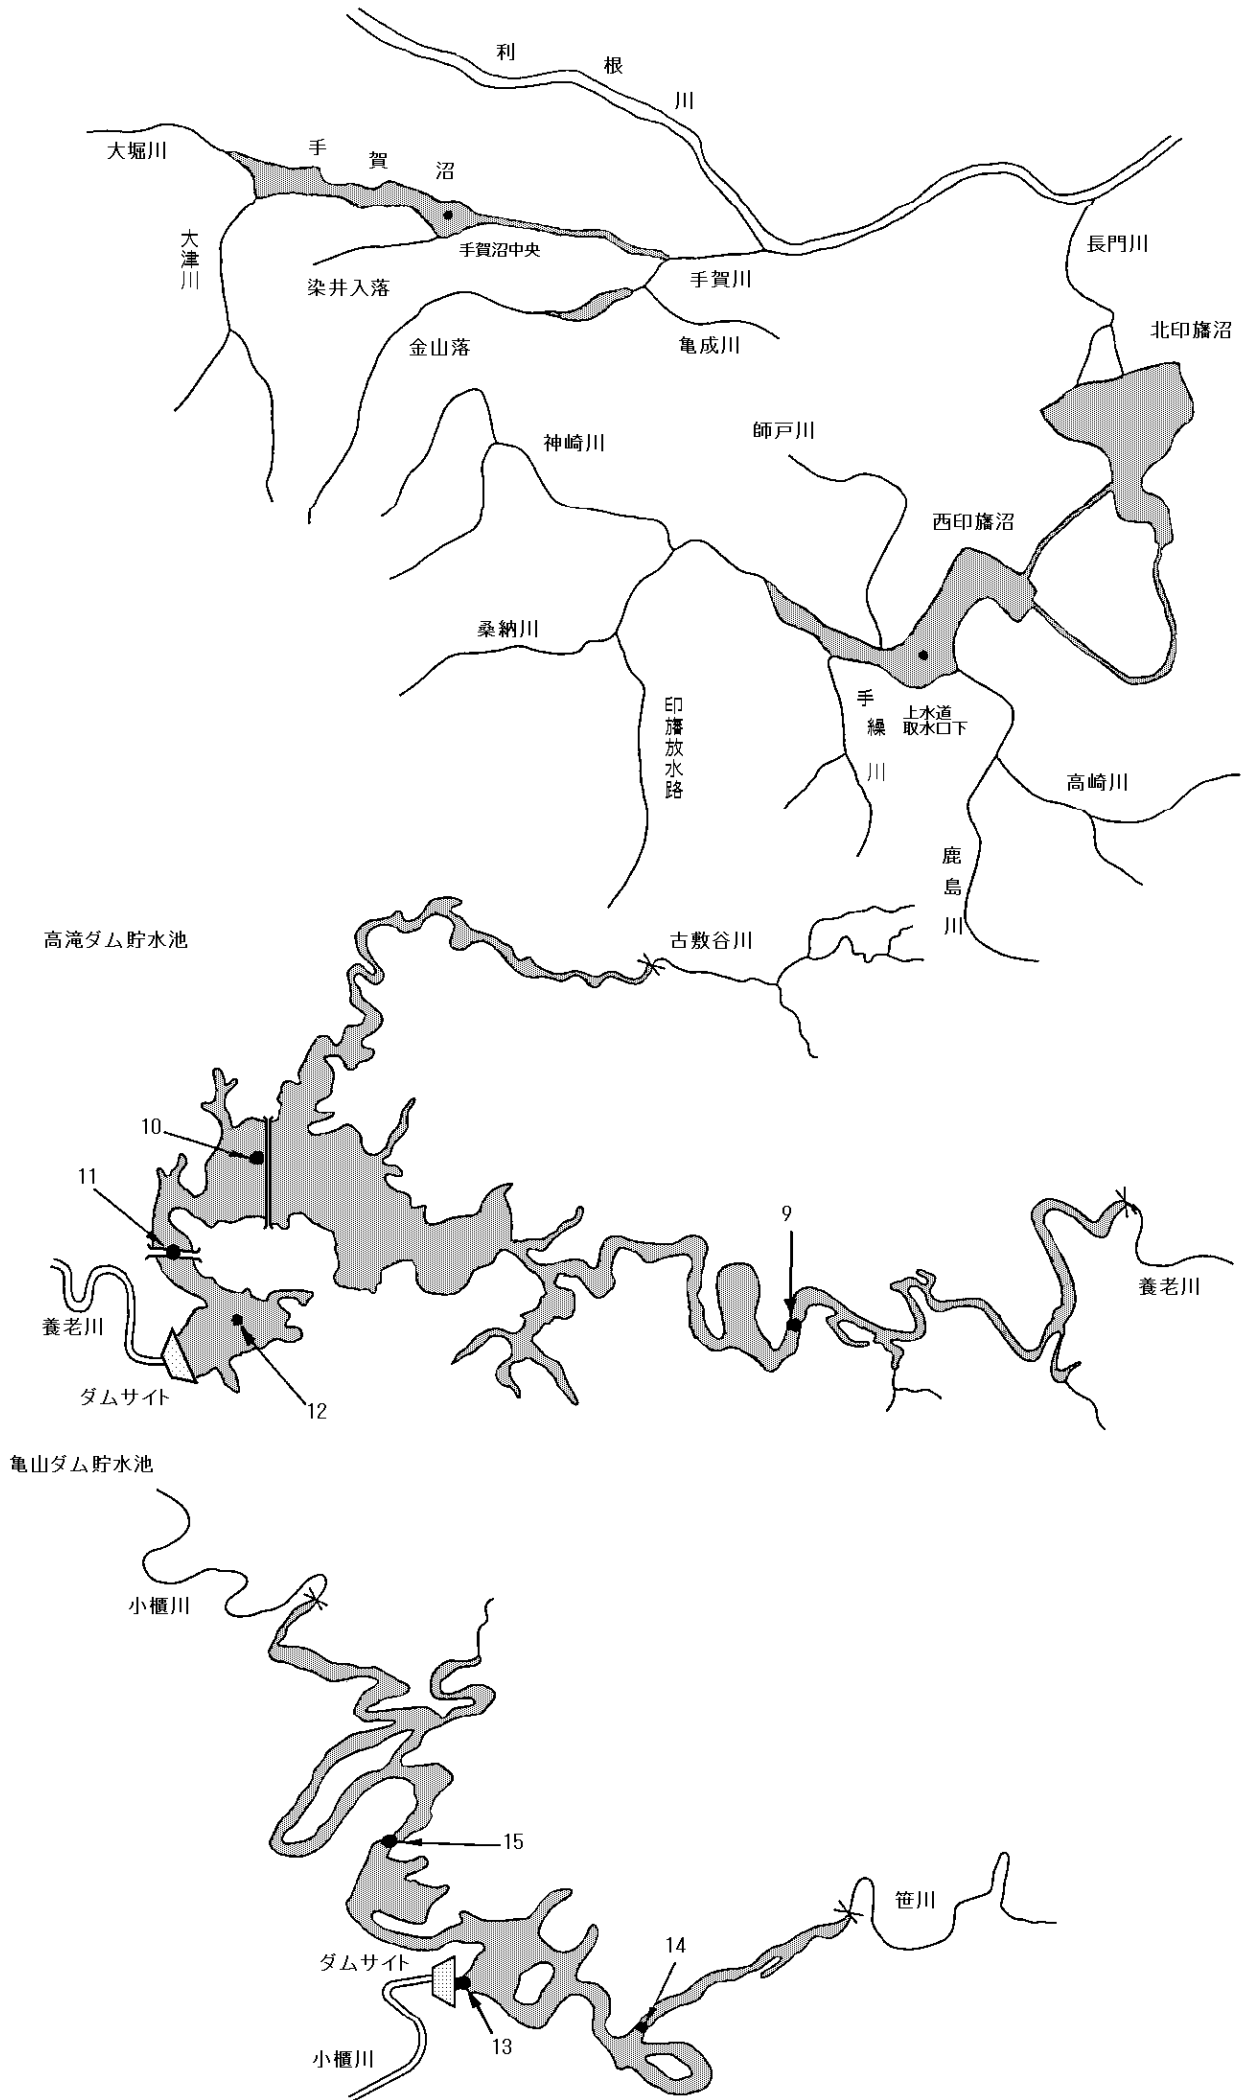 利根川
大堀川
手賀沼
大津川
手賀沼中央
染井入落
手賀川
長門川
金山落
亀成川
北印旛沼
神崎川
師戸川
西印旛沼
桑納川
印旛放水路
手繰川
上水道
取水口下
高崎川
鹿島川
高滝ダム貯水池
古敷谷川
10
11
9
養老川
養老川
ダムサイト
12
亀山ダム貯水池
小櫃川
15
笹川
ダムサイト
14
13
小櫃川